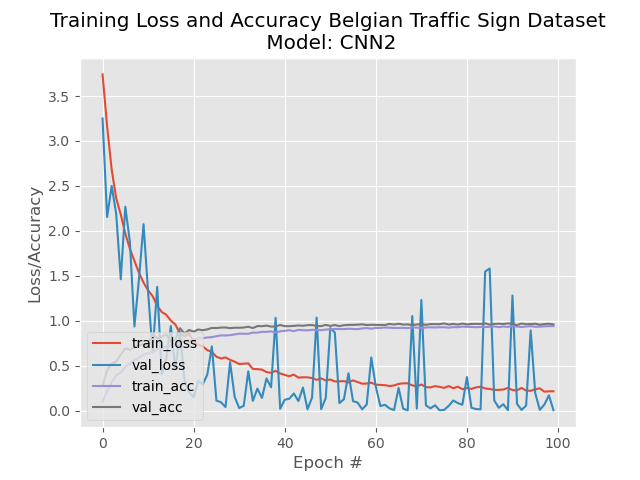 Training Loss and Accuracy Belgian Traffic Sign Dataset
Model: CNN2
3.5
3.0
2.5
2.0
1.5
1.0
0.5
0.0
Loss/Accuracy
train_loss
val_loss
train_acc
val_acc
0 20 40 60 80 100
Epoch #